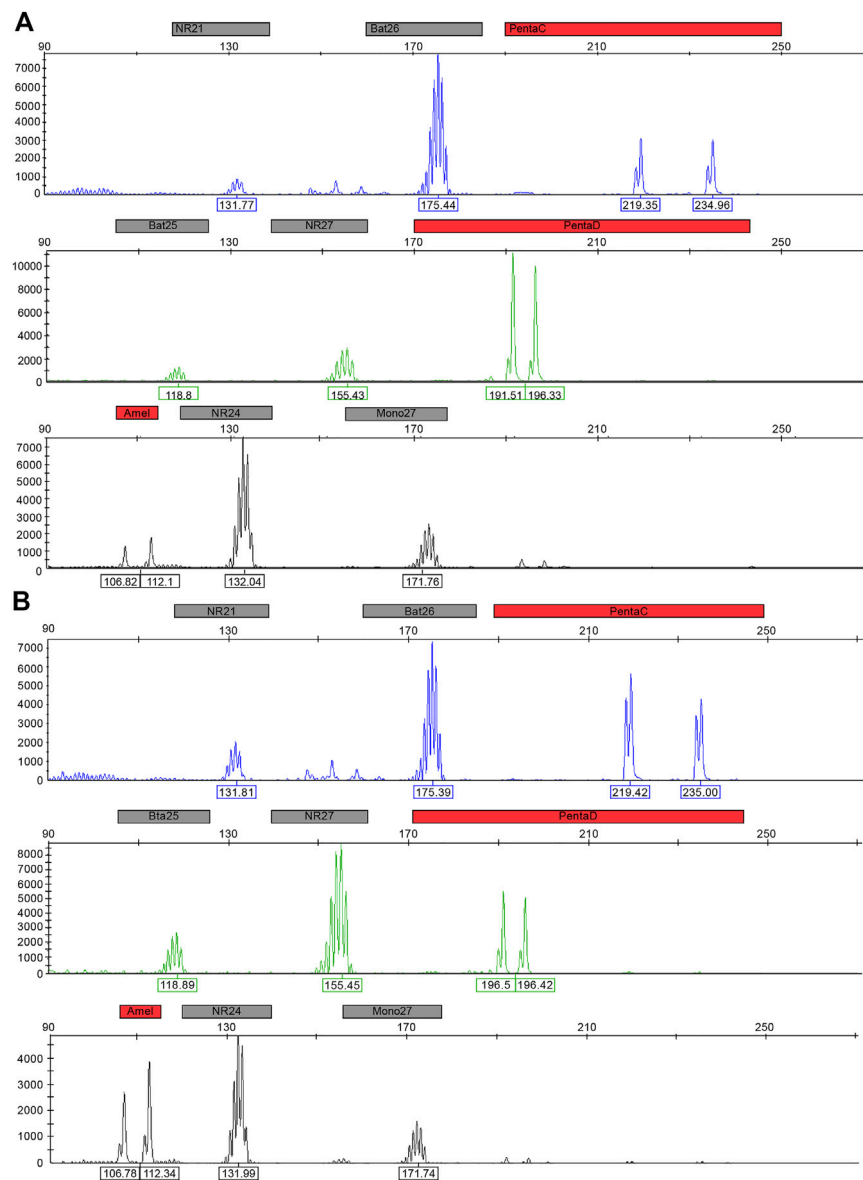 A
NR21 Bat26 PentaC
90 130 170 210 250
7000
6000
5000
4000
3000
2000
1000
0
131.77 175.44 219.35 234.96
Bat25 NR27 PentaD
90 130 170 210 250
10000
8000
6000
4000
2000
0
118.8 155.43 191.51 196.33
Amel NR24 Mono27
90 130 170 210 250
7000
6000
5000
4000
3000
2000
1000
0
106.82 112.1 132.04 171.76
B
NR21 Bat26 PentaC
90 130 170 210 250
7000
6000
5000
4000
3000
2000
1000
0
131.81 175.39 219.42 235.00
Bta25 NR27 PentaD
90 130 170 210 250
8000
7000
6000
5000
4000
3000
2000
1000
0
118.89 155.45 196.5 196.42
Amel NR24 Mono27
90 130 170 210 250
4000
3000
2000
1000
0
106.78 112.34 131.99 171.74